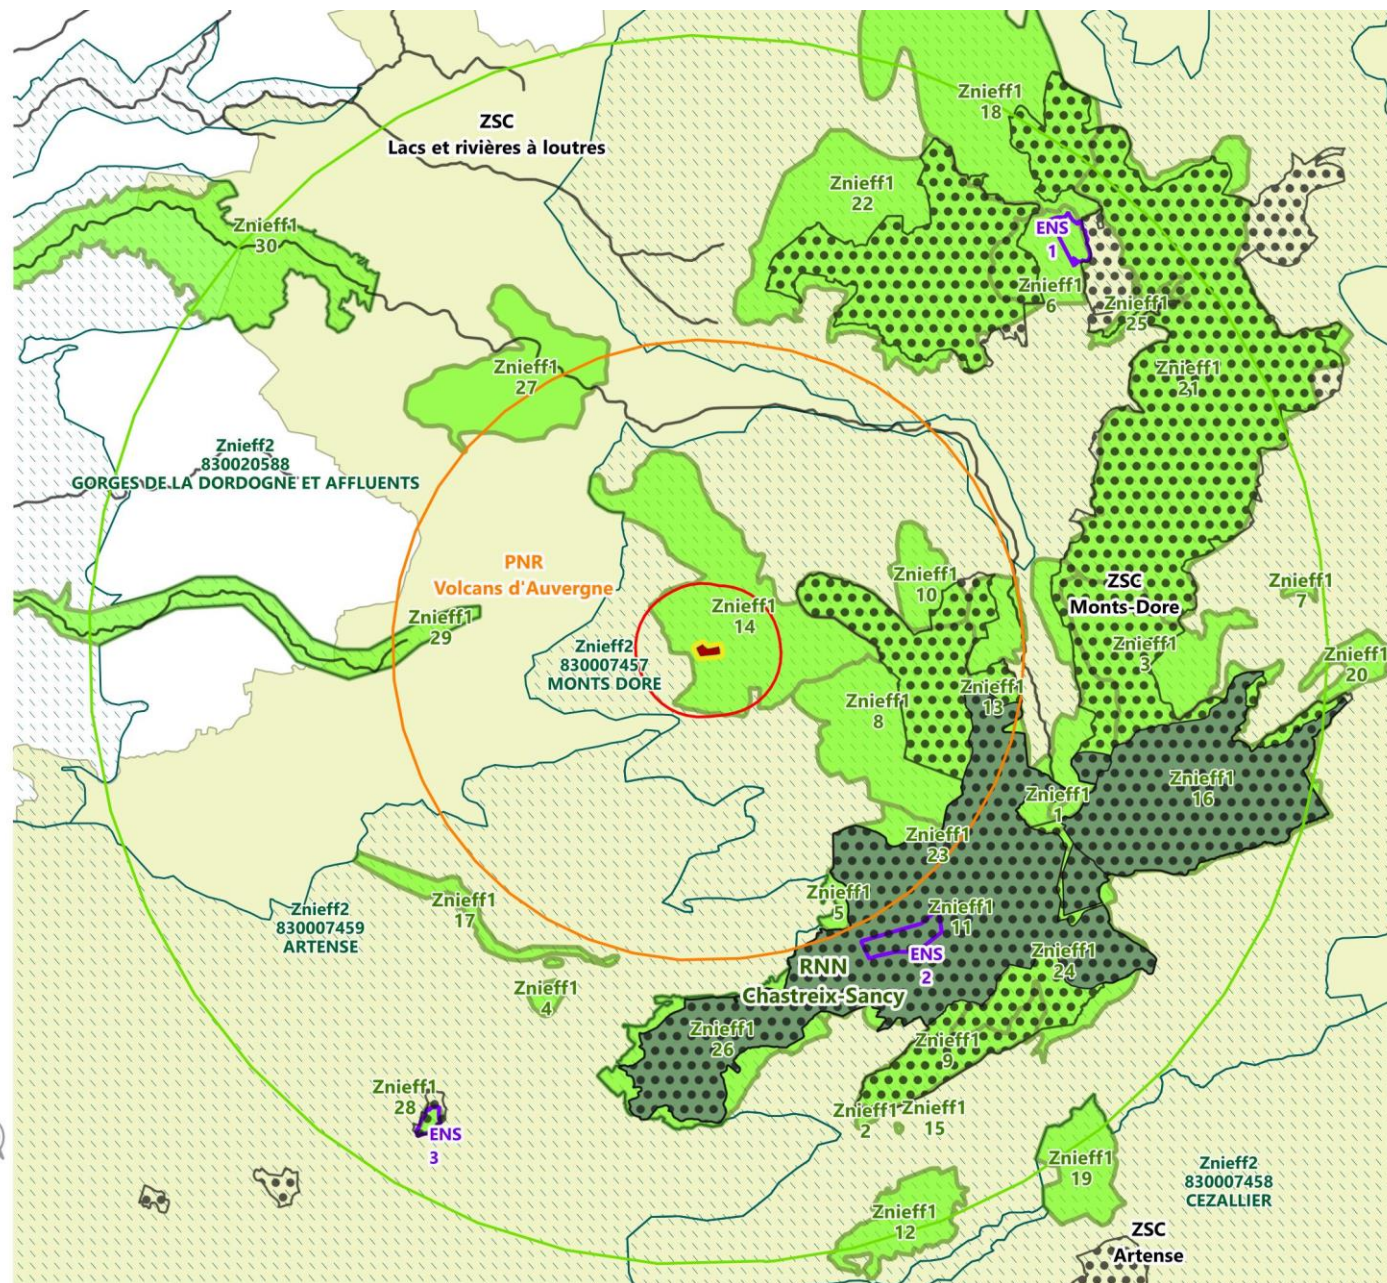 Znieff1
18
ZSC
Lacs et rivières à loutres
Znieff1
22
Znieff1
30
ENS
1
Znieff1
6
Znieff1
25
Znieff1
27
Znieff1
21
Znieff2
830020588
GORGES DE LA DORDOGNE ET AFFLUENTS
PNR
Volcans d'Auvergne
Znieff1
10
ZSC
Monts-Dore
Znieff1
7
Znieff1
14
Znieff1
29
Znieff2
830007457
MONTS DORE
Znieff1
3
Znieff1
20
Znieff1
13
Znieff1
8
Znieff1
16
Znieff1
1
Znieff1
23
Znieff1
5
Znieff1
17
Znieff2
830007459
ARTENSE
Znieff1
11
ENS
2
Znieff1
24
RNN
Chastreix-Sancy
Znieff1
4
Znieff1
26
Znieff1
9
Znieff1
28
ENS
3
Znieff1
2
Znieff1
15
Znieff1
19
Znieff2
830007458
CEZALLIER
Znieff1
12
ZSC
Artense